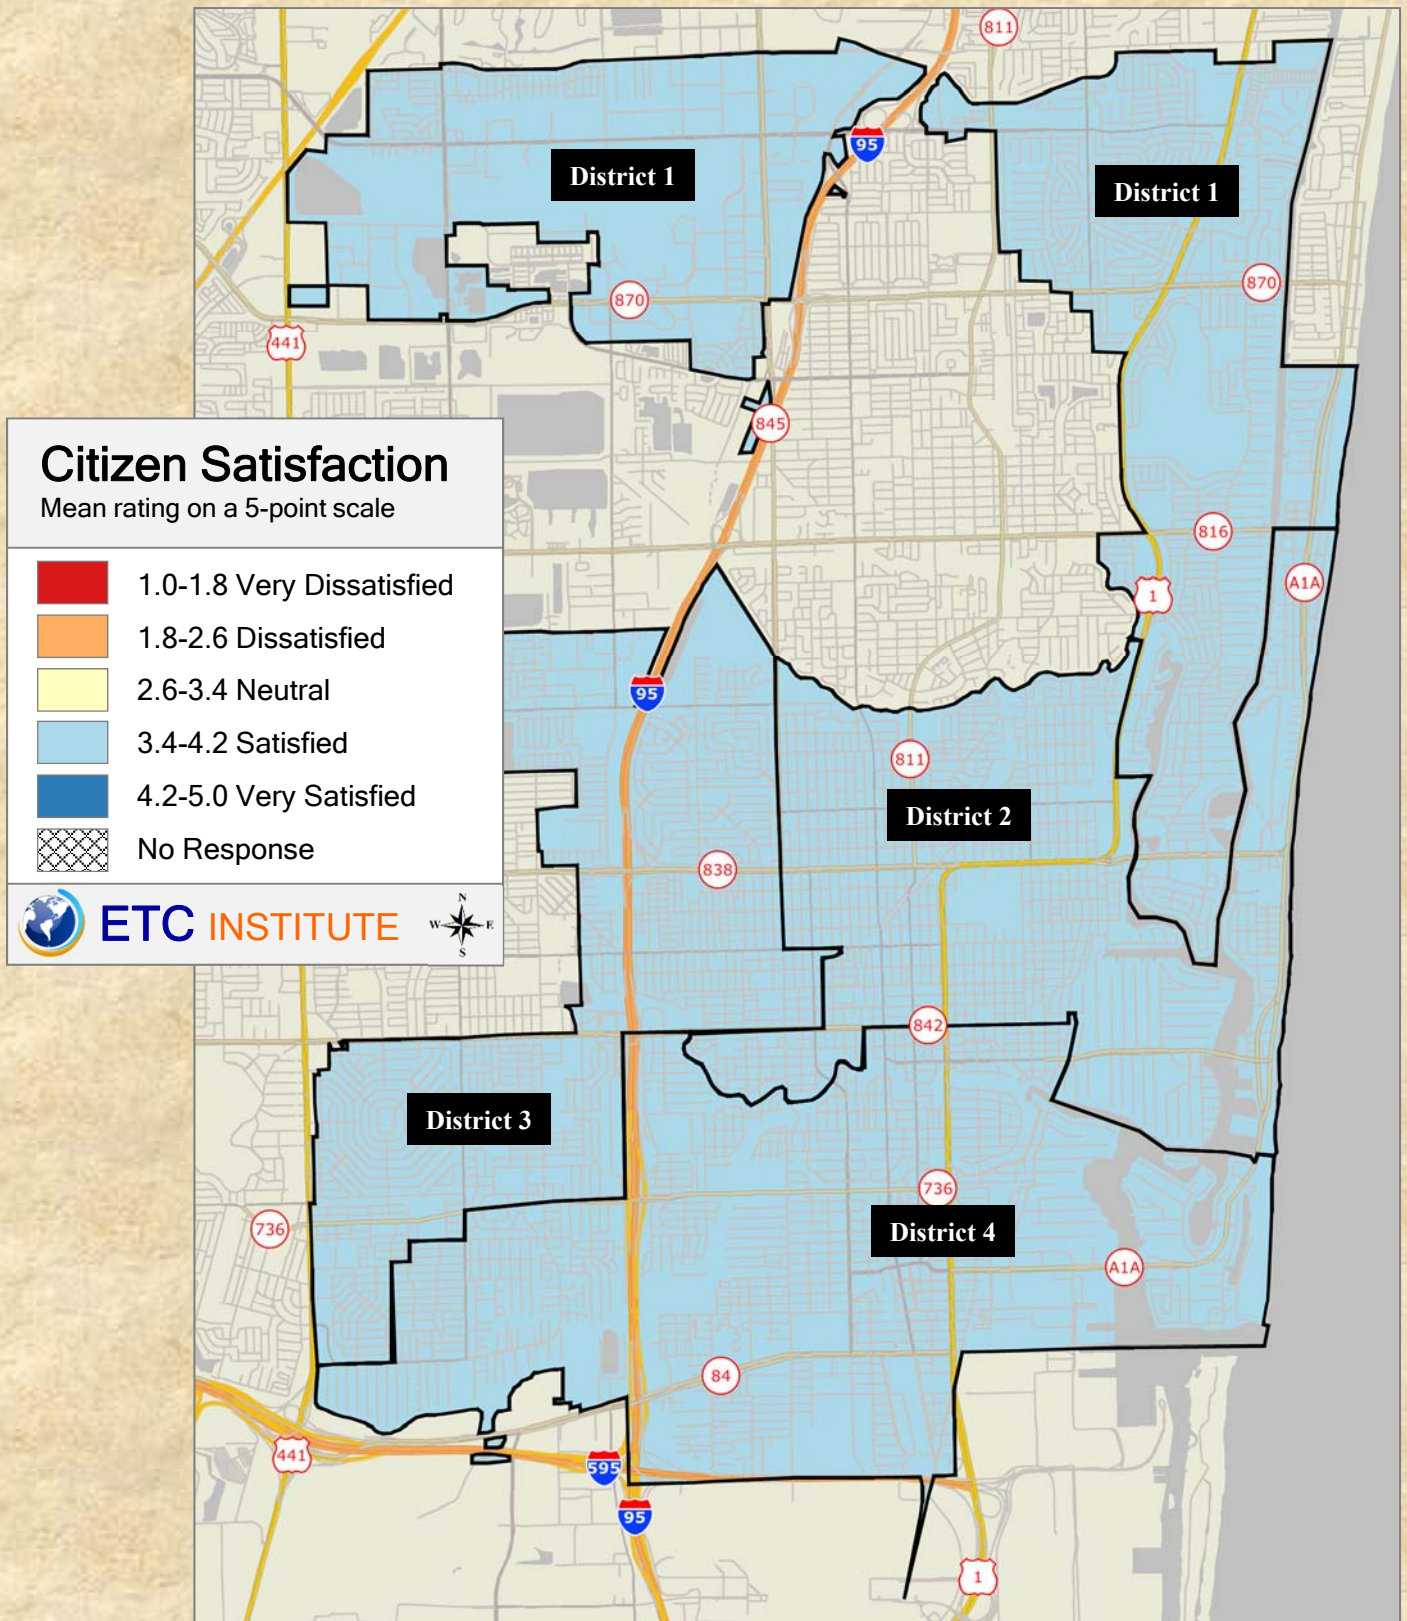 811
95
District 1
District 1
870
870
441
845
Citizen Satisfaction
Mean rating on a 5-point scale
1.0-1.8 Very Dissatisfied
1.8-2.6 Dissatisfied
2.6-3.4 Neutral
3.4-4.2 Satisfied
4.2-5.0 Very Satisfied
No Response
ETC INSTITUTE
N
W E
S
816
A1A
1
95
811
District 2
838
842
District 3
736
736
District 4
A1A
84
441
595
95
1